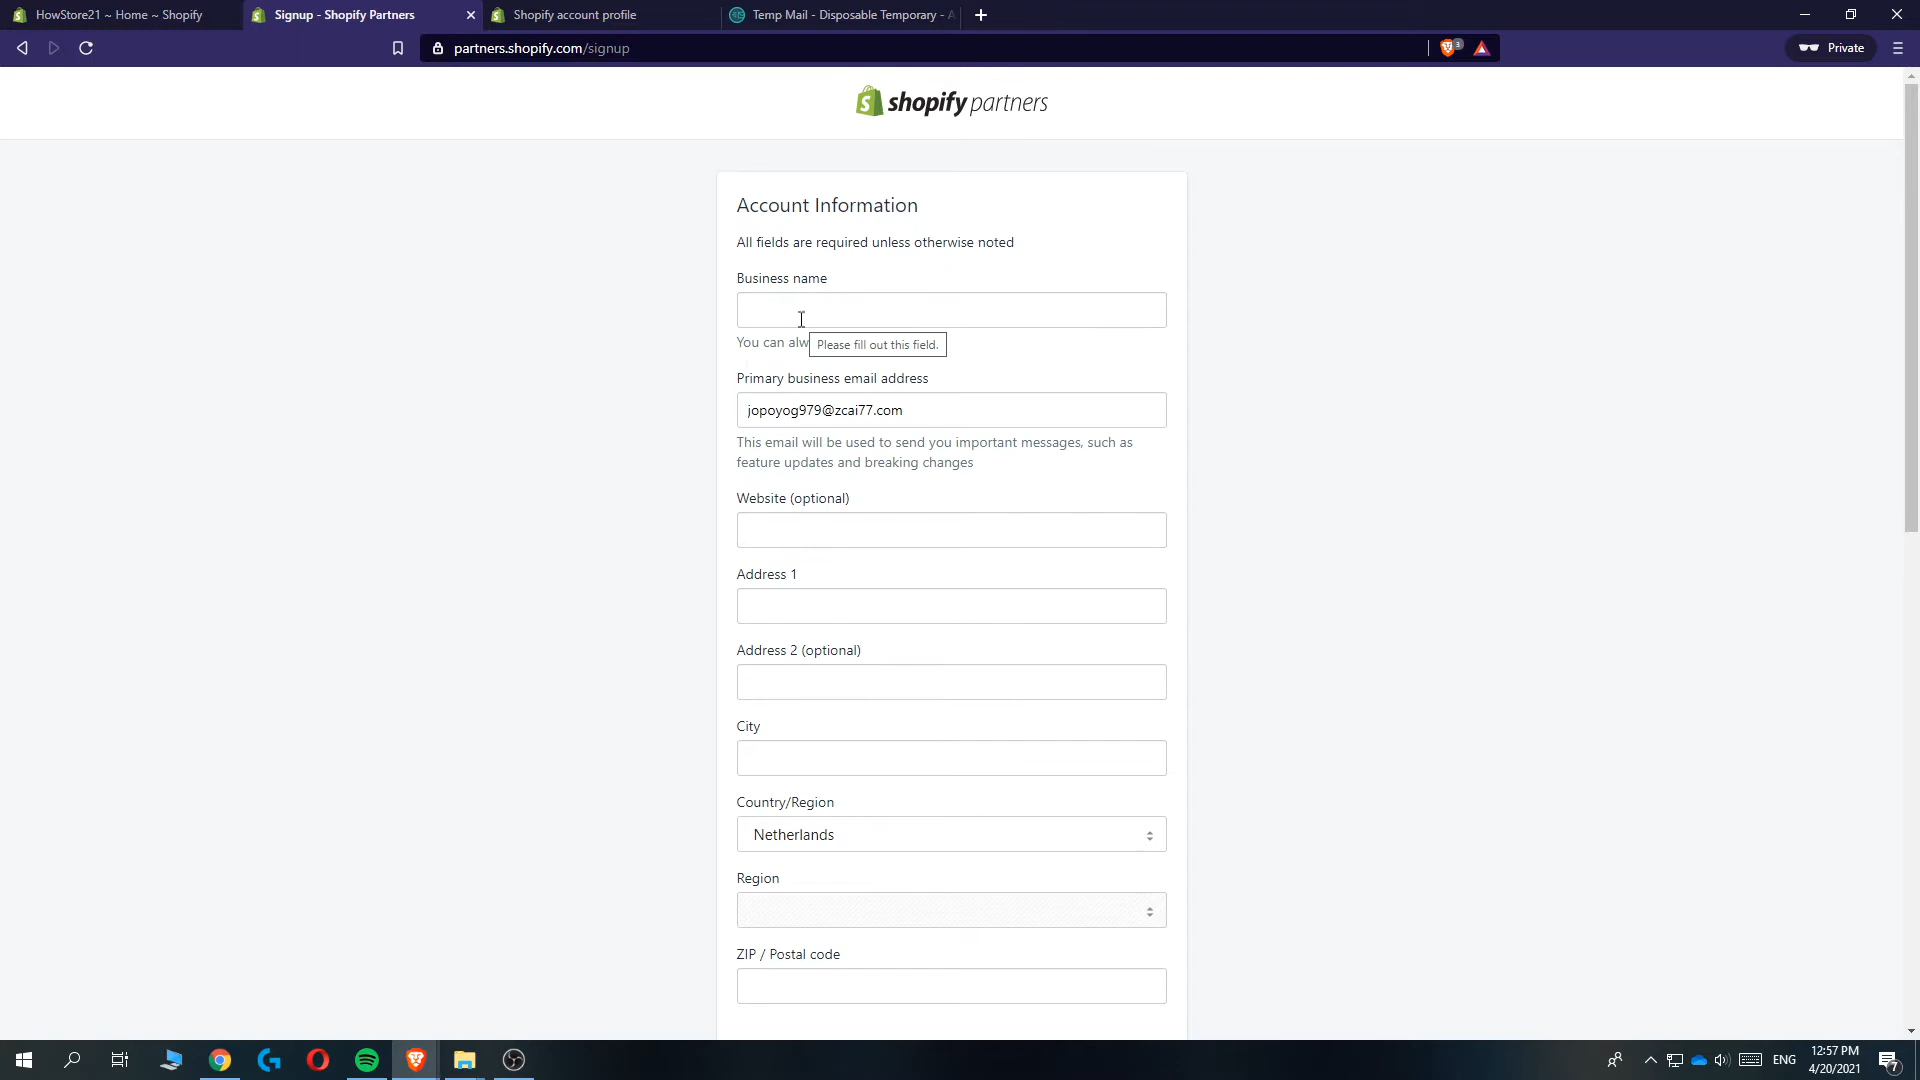 HowStore21 ~ Home ~ Shopify
Signup - Shopify Partners
Shopify account profile
Temp Mail - Disposable Temporary - A
partners.shopify.com/signup
3
Private
shopify partners
Account Information
All fields are required unless otherwise noted
Business name
You can alw
Please fill out this field.
Primary business email address
jopoyog979@zcai77.com
This email will be used to send you important messages, such as
feature updates and breaking changes
Website (optional)
Address 1
Address 2 (optional)
City
Country/Region
Netherlands
Region
ZIP / Postal code
ENG
12:57 PM
4/20/2021
7